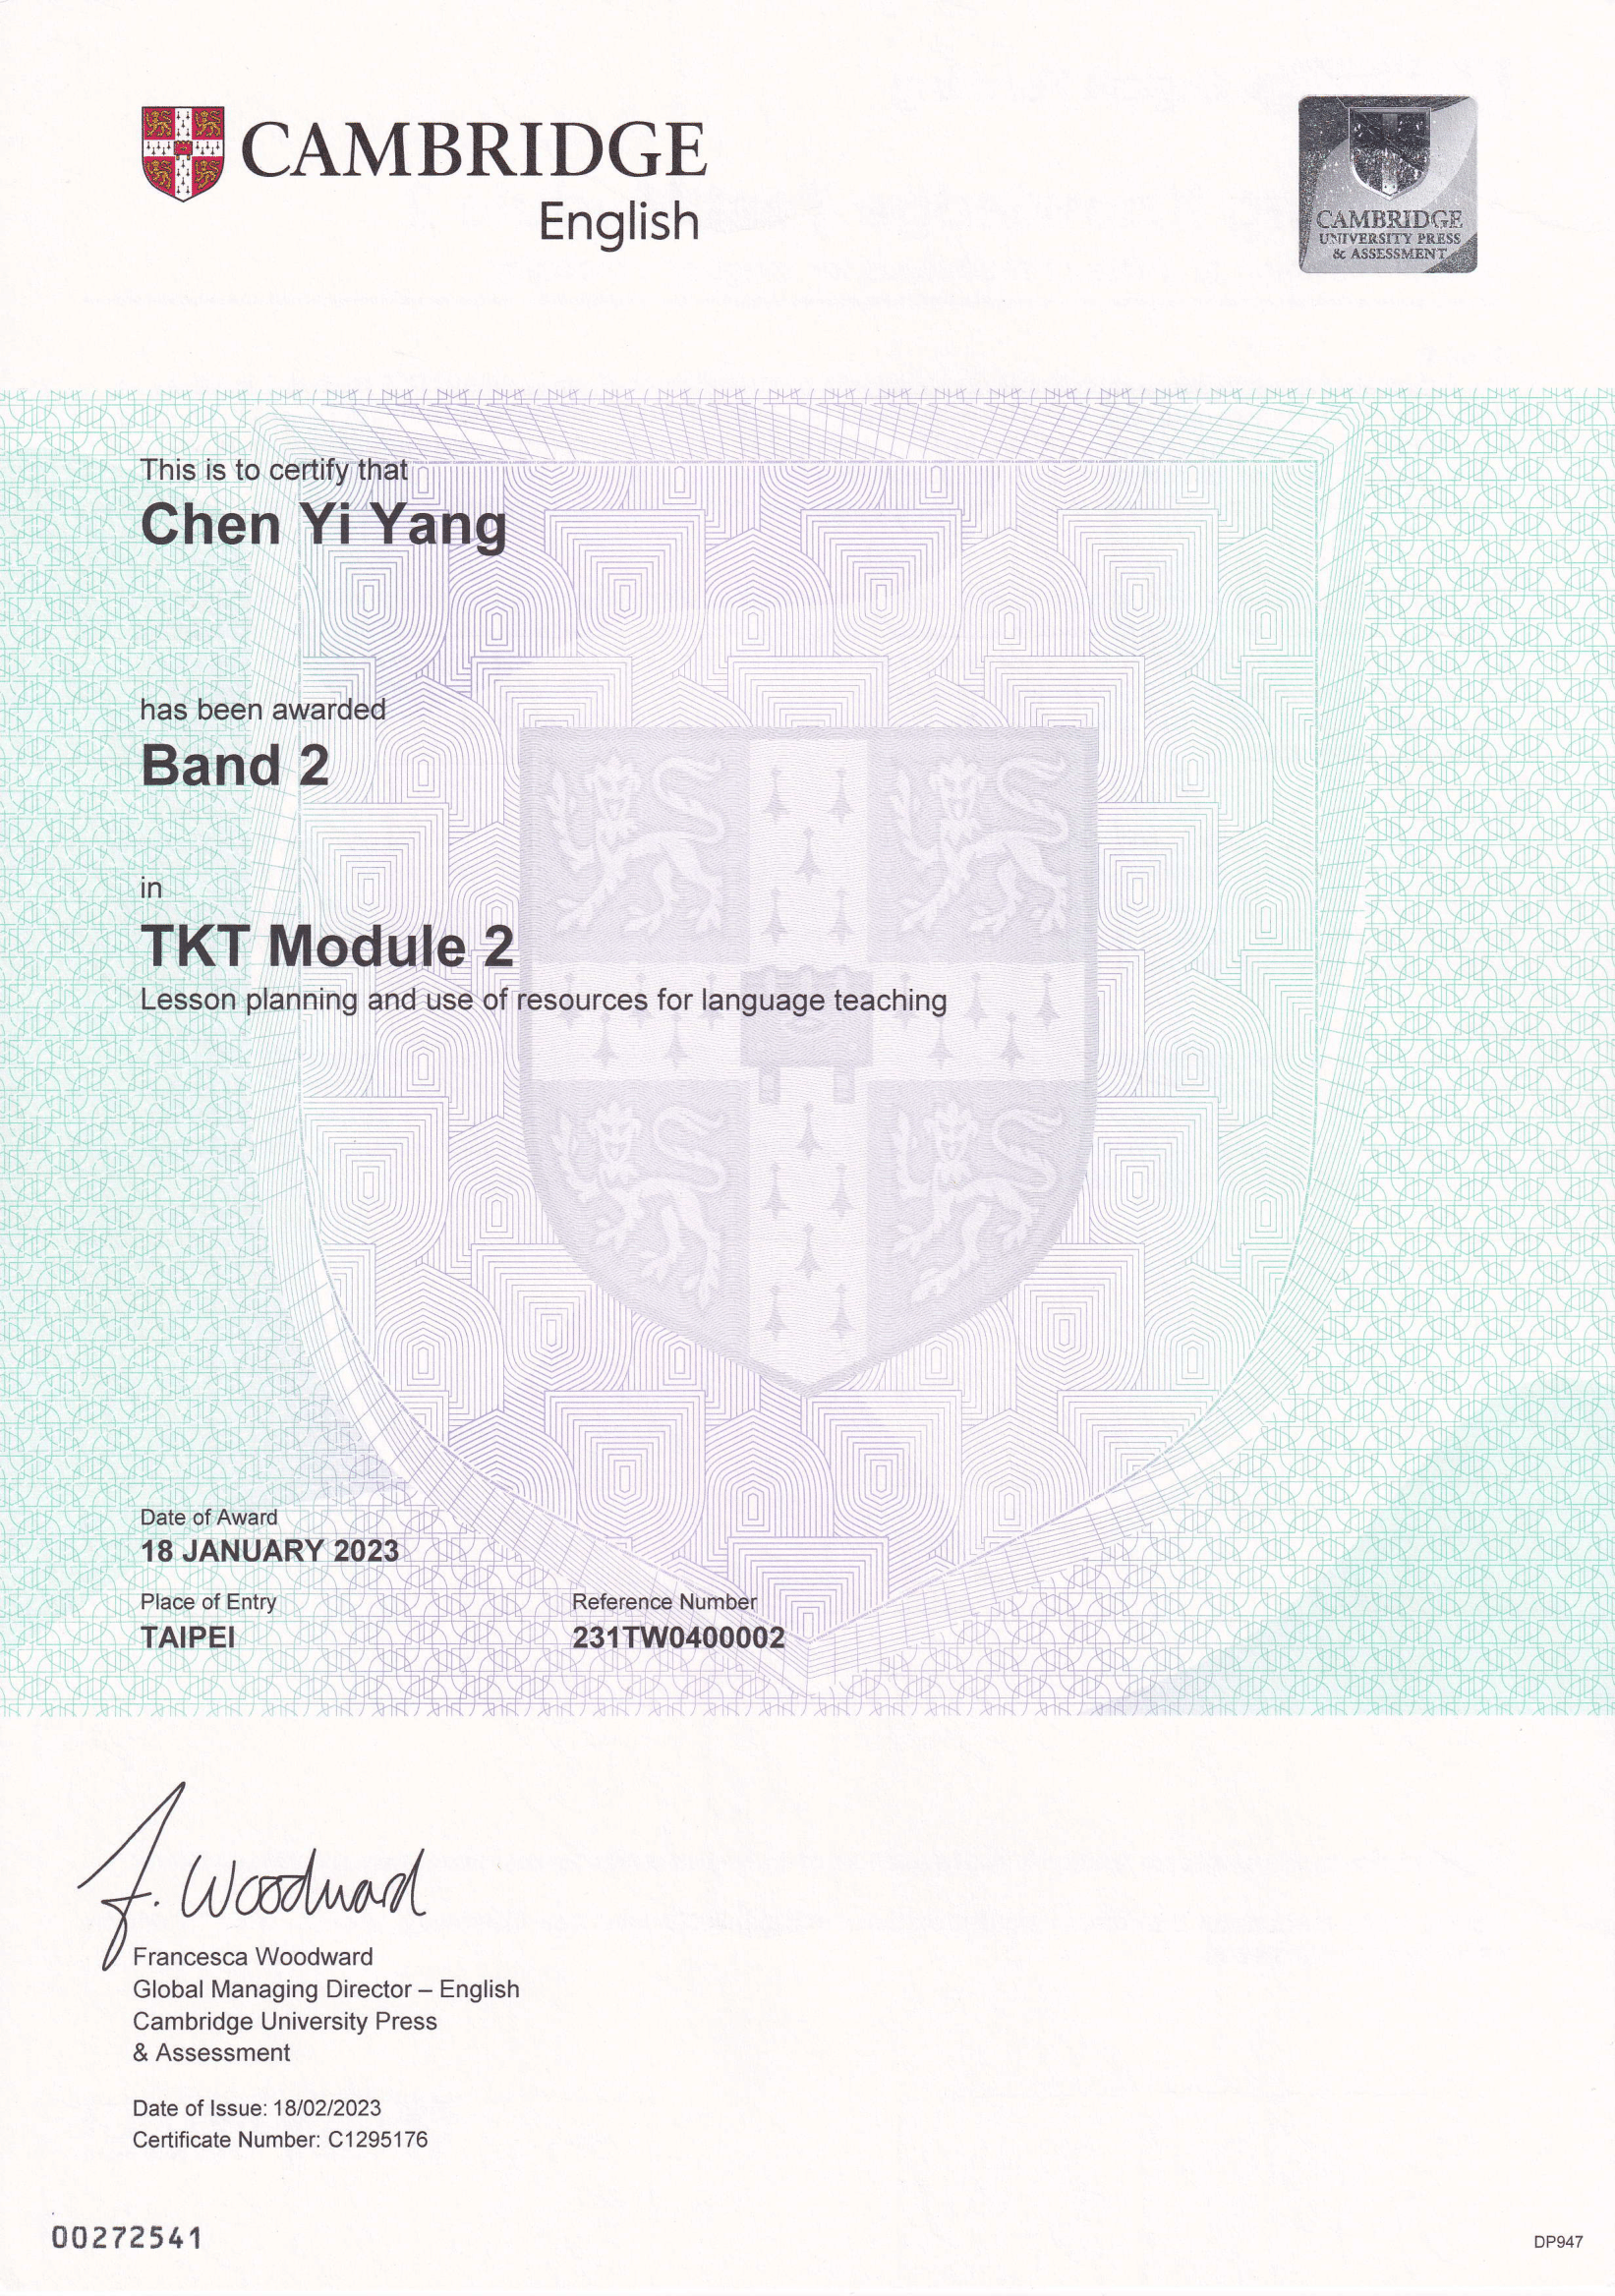 CAMBRIDGE
English
CAMBRIDGE
UNIVERSITY PRESS
& ASSESSMENT
This is to certify that
Chen Yi Yang
has been awarded
Band 2
in
TKT Module 2
Lesson planning and use of resources for language teaching
Date of Award
18 JANUARY 2023
Place of Entry
TAIPEI
Reference Number
231TW0400002
F. Woodward
Francesca Woodward
Global Managing Director – English
Cambridge University Press
& Assessment
Date of Issue: 18/02/2023
Certificate Number: C1295176
00272541
DP947